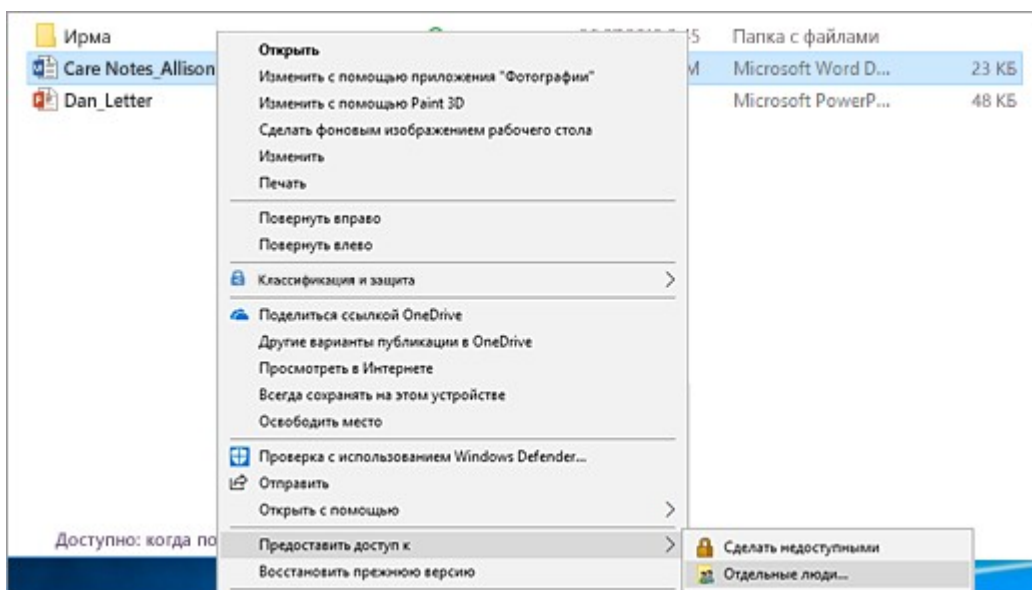 Ирма
Папка с файлами
Care Notes_Allison
Microsoft Word D...
23 КБ
Dan_Letter
Microsoft PowerP...
48 КБ
Открыть
Изменить с помощью приложения "Фотографии"
Изменить с помощью Paint 3D
Сделать фоновым изображением рабочего стола
Изменить
Печать
Повернуть вправо
Повернуть влево
Классификация и защита
Поделиться ссылкой OneDrive
Другие варианты публикации в OneDrive
Просмотреть в Интернете
Всегда сохранять на этом устройстве
Освободить место
Проверка с использованием Windows Defender...
Отправить
Открыть с помощью
Доступно: когда
Предоставить доступ к
Сделать недоступными
Восстановить прежнюю версию
Отдельные люди...